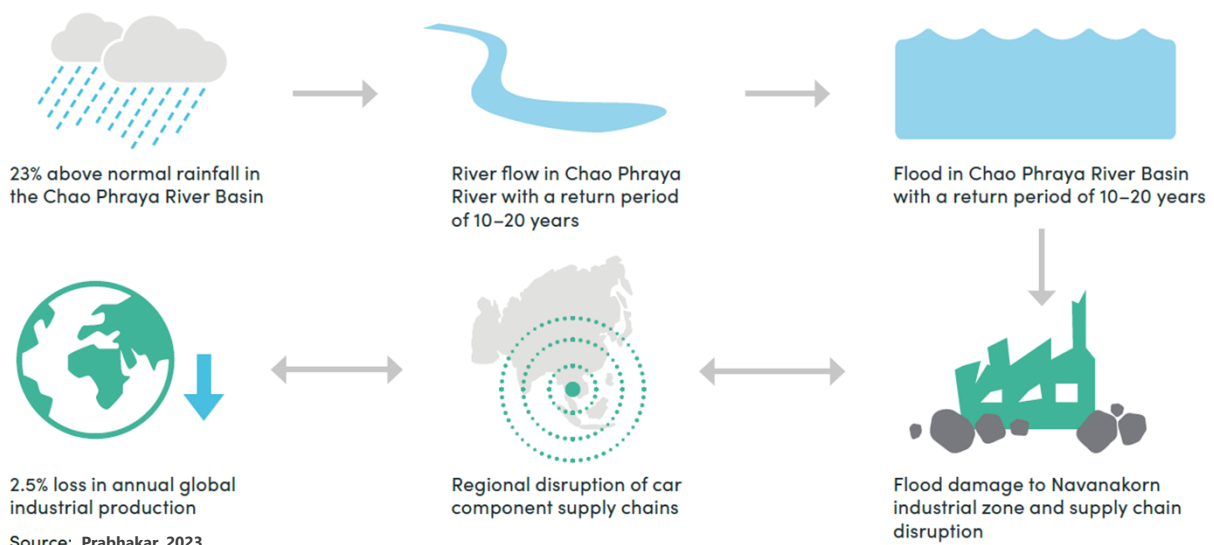 23% above normal rainfall in
the Chao Phraya River Basin
River flow in Chao Phraya
River with a return period
of 10–20 years
Flood in Chao Phraya River Basin
with a return period of 10–20 years
2.5% loss in annual global
industrial production
Regional disruption of car
component supply chains
Flood damage to Navanakorn
industrial zone and supply chain
disruption
Source: Prabhakar, 2023